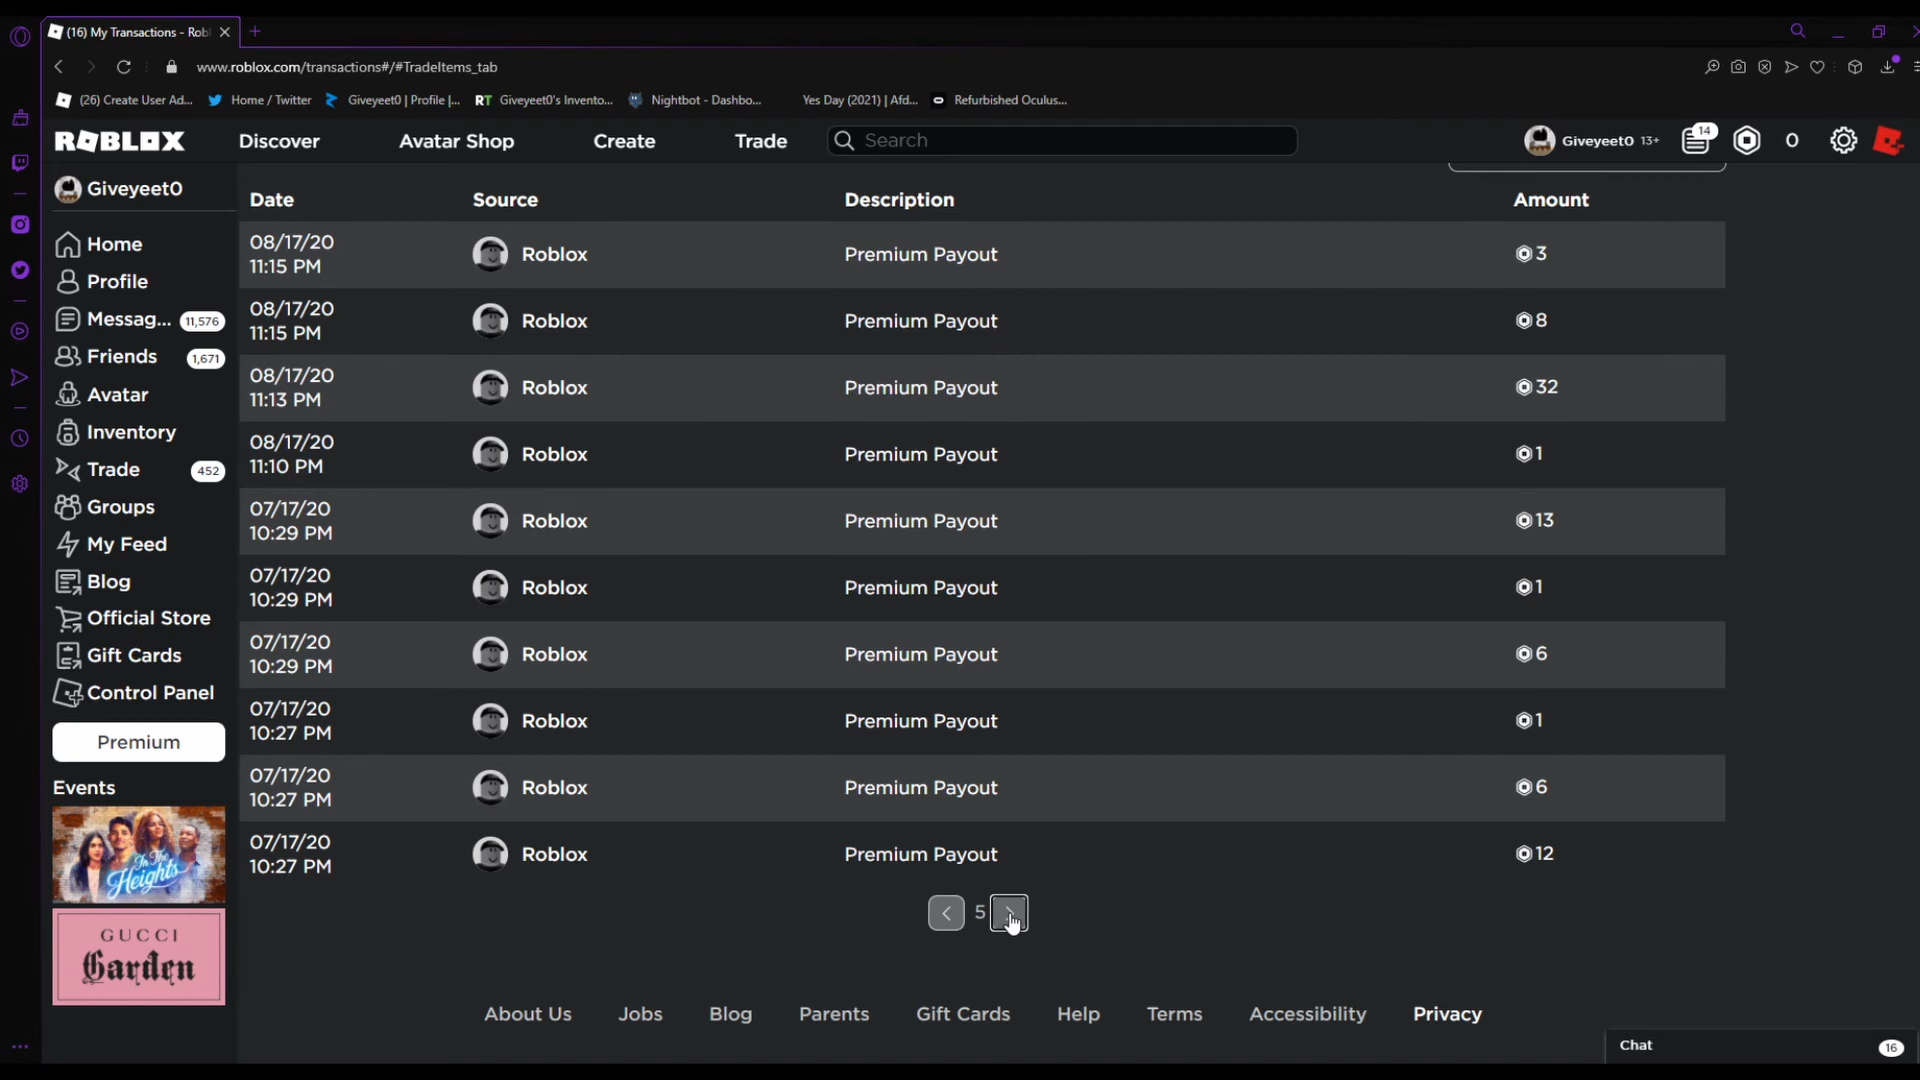 (16) My Transactions - Robl
www.roblox.com/transactions#/#TradeItems_tab
(26) Create User Ad...
Home / Twitter
Giveyeet0 | Profile |...
RT Giveyeet0's Invento...
Nightbot - Dashbo...
Yes Day (2021) | Afd...
Refurbished Oculus...
ROBLOX
Discover
Avatar Shop
Create
Trade
Search
Giveyeet0 13+
14
0
Giveyeet0
Home
Profile
Messag... 11,576
Friends 1,671
Avatar
Inventory
Trade 452
Groups
My Feed
Blog
Official Store
Gift Cards
Control Panel
Premium
Events
In The
Heights
GUCCI
Garden
Date Source Description Amount
08/17/20
11:15 PM
Roblox Premium Payout 3
08/17/20
11:15 PM
Roblox Premium Payout 8
08/17/20
11:13 PM
Roblox Premium Payout 32
08/17/20
11:10 PM
Roblox Premium Payout 1
07/17/20
10:29 PM
Roblox Premium Payout 13
07/17/20
10:29 PM
Roblox Premium Payout 1
07/17/20
10:29 PM
Roblox Premium Payout 6
07/17/20
10:27 PM
Roblox Premium Payout 1
07/17/20
10:27 PM
Roblox Premium Payout 6
07/17/20
10:27 PM
Roblox Premium Payout 12
5
About Us Jobs Blog Parents Gift Cards Help Terms Accessibility Privacy
Chat 16